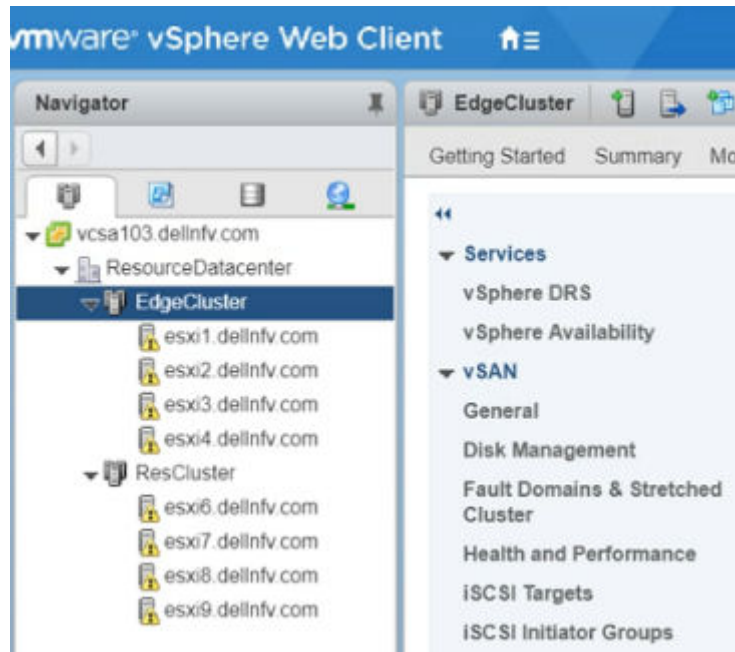 vmware® vSphere Web Client
Navigator
EdgeCluster
Getting Started Summary
vcsa103.dellnfv.com
ResourceDatacenter
EdgeCluster
esxi1.dellnfv.com
esxi2.dellnfv.com
esxi3.dellnfv.com
esxi4.dellnfv.com
ResCluster
esxi6.dellnfv.com
esxi7.dellnfv.com
esxi8.dellnfv.com
esxi9.dellnfv.com
Services
vSphere DRS
vSphere Availability
vSAN
General
Disk Management
Fault Domains & Stretched
Cluster
Health and Performance
iSCSI Targets
iSCSI Initiator Groups